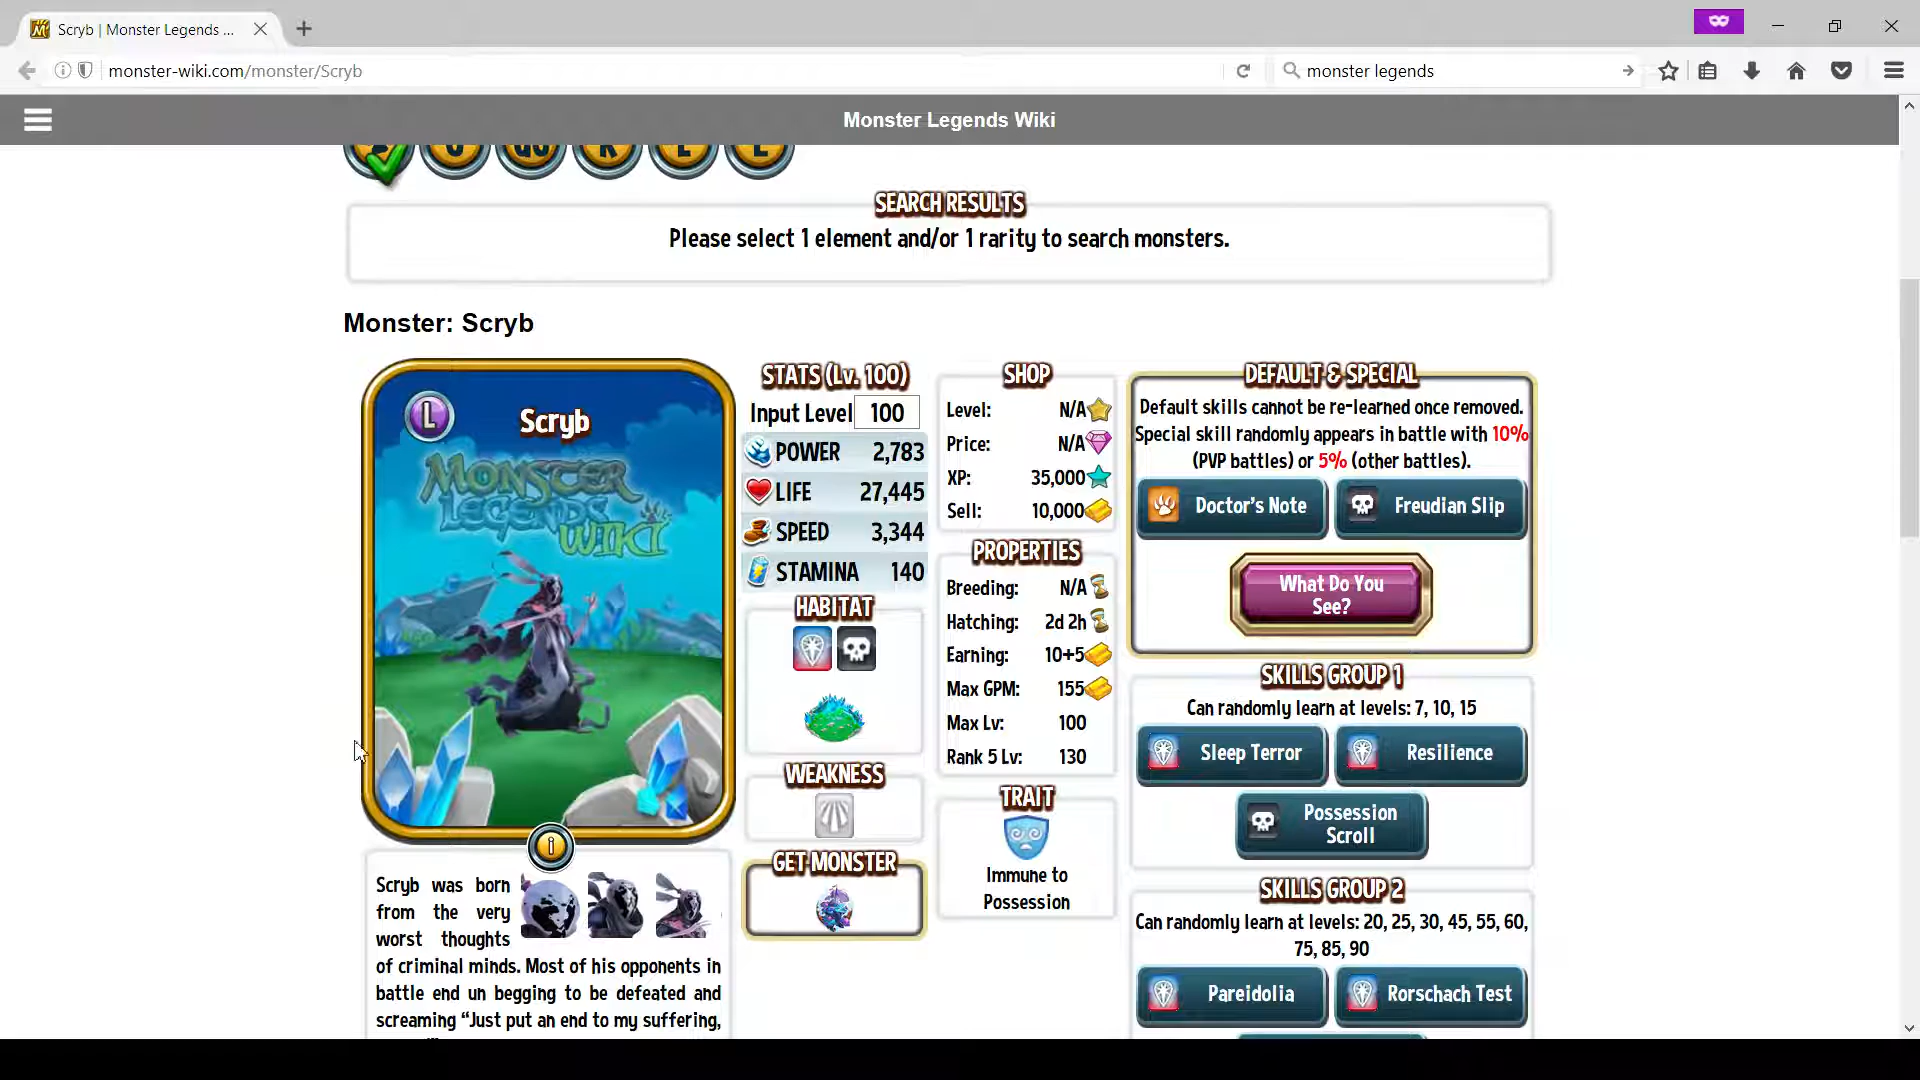 Scryb | Monster Legends ...
monster-wiki.com/monster/Scryb
monster legends
Monster Legends Wiki
SEARCH RESULTS
Please select 1 element and/or 1 rarity to search monsters.
Monster: Scryb
L
Scryb
MONSTER
LEGENDS
WIKI
i
Scryb was born
from the very
worst thoughts
of criminal minds. Most of his opponents in
battle end un begging to be defeated and
screaming “Just put an end to my suffering,
STATS (Lv. 100)
Input Level 100
POWER 2,783
LIFE 27,445
SPEED 3,344
STAMINA 140
HABITAT
WEAKNESS
GET MONSTER
SHOP
Level: N/A
Price: N/A
XP: 35,000
Sell: 10,000
PROPERTIES
Breeding: N/A
Hatching: 2d 2h
Earning: 10+5
Max GPM: 155
Max Lv: 100
Rank 5 Lv: 130
TRAIT
Immune to
Possession
DEFAULT & SPECIAL
Default skills cannot be re-learned once removed.
Special skill randomly appears in battle with 10%
(PVP battles) or 5% (other battles).
Doctor's Note
Freudian Slip
What Do You
See?
SKILLS GROUP 1
Can randomly learn at levels: 7, 10, 15
Sleep Terror
Resilience
Possession
Scroll
SKILLS GROUP 2
Can randomly learn at levels: 20, 25, 30, 45, 55, 60,
75, 85, 90
Pareidolia
Rorschach Test